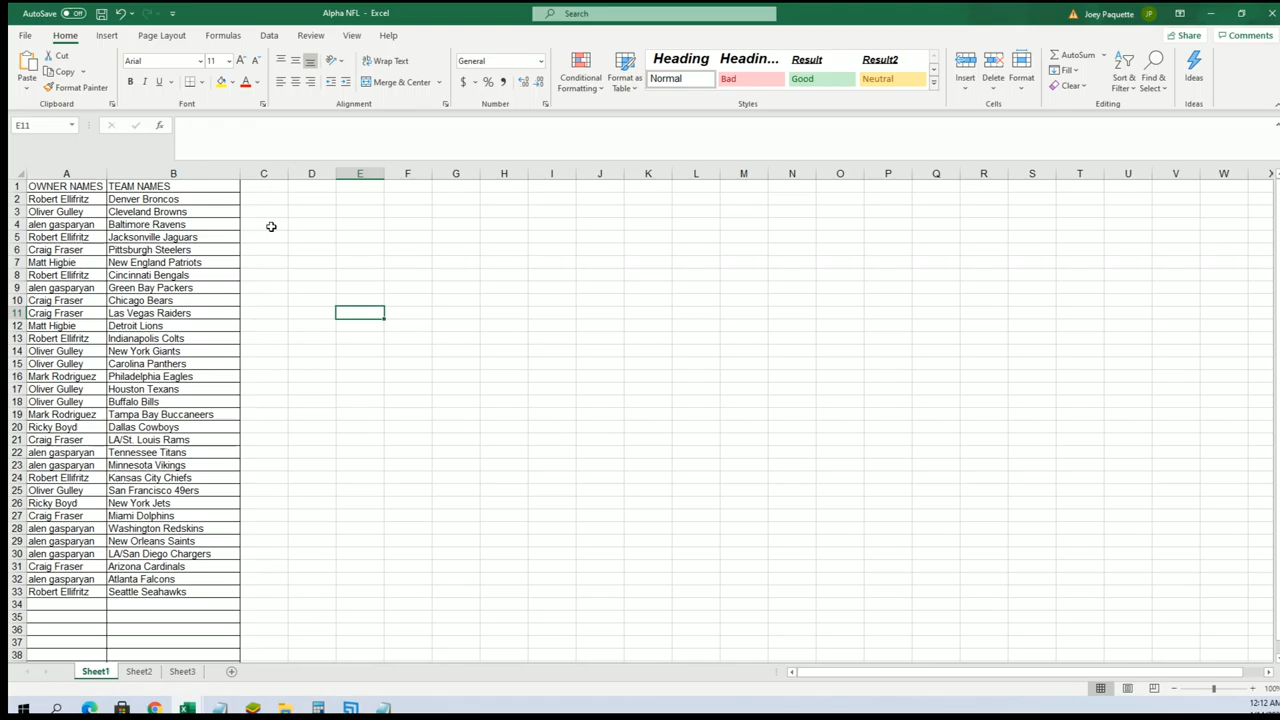 AutoSave Off Alpha NFL - Excel Search Joey Paquette JP
File Home Insert Page Layout Formulas Data Review View Help Share Comments
Paste Cut Copy Format Painter Clipboard
Arial 11 B I U A Font
Wrap Text Merge & Center Alignment
General $ % Number
Conditional Formatting Format as Table
Heading Headin... Result Result2
Normal Bad Good Neutral
Styles
Insert Delete Format Cells
AutoSum Fill Clear Sort & Filter Find & Select Editing
Ideas Ideas
E11 fx
A B C D E F G H I J K L M N O P Q R S T U V W X
1 OWNER NAMES TEAM NAMES
2 Robert Ellifritz Denver Broncos
3 Oliver Gulley Cleveland Browns
4 alen gasparyan Baltimore Ravens
5 Robert Ellifritz Jacksonville Jaguars
6 Craig Fraser Pittsburgh Steelers
7 Matt Higbie New England Patriots
8 Robert Ellifritz Cincinnati Bengals
9 alen gasparyan Green Bay Packers
10 Craig Fraser Chicago Bears
11 Craig Fraser Las Vegas Raiders
12 Matt Higbie Detroit Lions
13 Robert Ellifritz Indianapolis Colts
14 Oliver Gulley New York Giants
15 Oliver Gulley Carolina Panthers
16 Mark Rodriguez Philadelphia Eagles
17 Oliver Gulley Houston Texans
18 Oliver Gulley Buffalo Bills
19 Mark Rodriguez Tampa Bay Buccaneers
20 Ricky Boyd Dallas Cowboys
21 Craig Fraser LA/St. Louis Rams
22 alen gasparyan Tennessee Titans
23 alen gasparyan Minnesota Vikings
24 Robert Ellifritz Kansas City Chiefs
25 Oliver Gulley San Francisco 49ers
26 Ricky Boyd New York Jets
27 Craig Fraser Miami Dolphins
28 alen gasparyan Washington Redskins
29 alen gasparyan New Orleans Saints
30 alen gasparyan LA/San Diego Chargers
31 Craig Fraser Arizona Cardinals
32 alen gasparyan Atlanta Falcons
33 Robert Ellifritz Seattle Seahawks
34
35
36
37
38
Sheet1 Sheet2 Sheet3
100%
12:12 AM